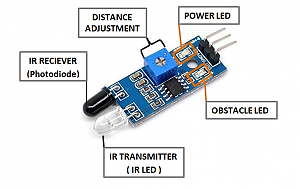 DISTANCE
ADJUSTMENT
POWER LED
IR RECIEVER
(Photodiode)
OBSTACLE LED
IR TRANSMITTER
( IR LED )